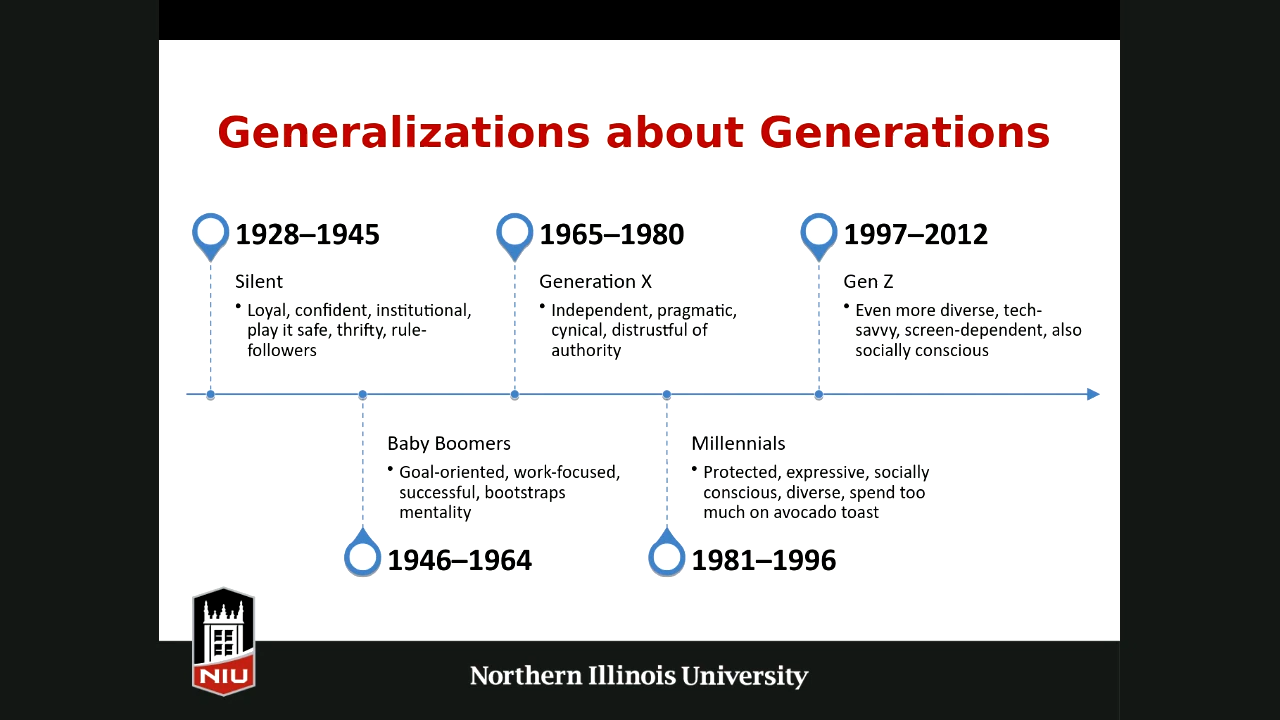 Generalizations about Generations
1928–1945
Silent
• Loyal, confident, institutional,
play it safe, thrifty, rule-
followers
1965–1980
Generation X
• Independent, pragmatic,
cynical, distrustful of
authority
1997–2012
Gen Z
• Even more diverse, tech-
savvy, screen-dependent, also
socially conscious
Baby Boomers
• Goal-oriented, work-focused,
successful, bootstraps
mentality
1946–1964
Millennials
• Protected, expressive, socially
conscious, diverse, spend too
much on avocado toast
1981–1996
NIU
Northern Illinois University